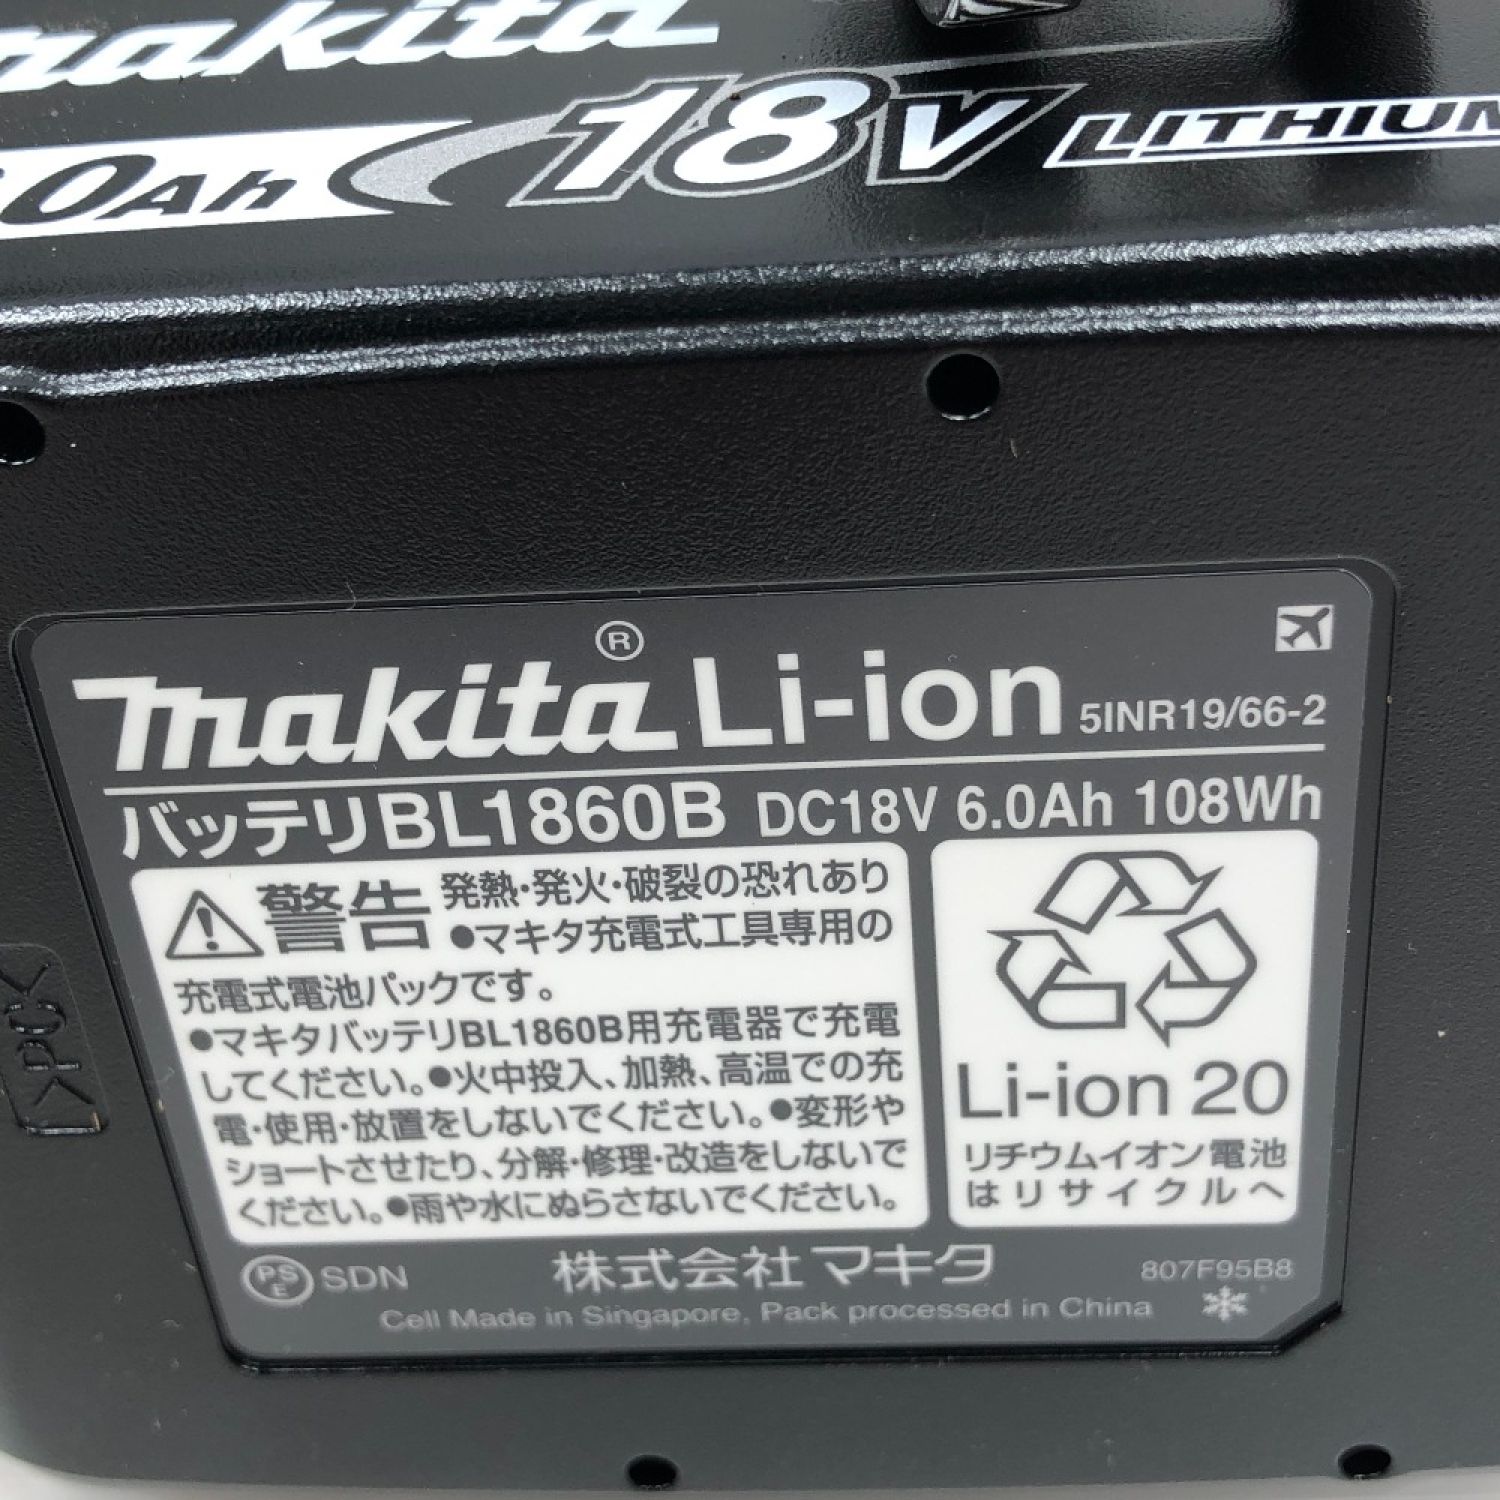 makita
0Ah 18V LITHIUM
makita® Li-ion 5INR19/66-2
バッテリBL1860B DC18V 6.0Ah 108Wh
警告 発熱・発火・破裂の恐れあり
●マキタ充電式工具専用の
充電式電池パックです。
●マキタバッテリBL1860B用充電器で充電
してください。●火中投入、加熱、高温での充
電・使用・放置をしないでください。●変形や
ショートさせたり、分解・修理・改造をしないで
ください。●雨や水にぬらさないでください。
Li-ion 20
リチウムイオン電池
はリサイクルへ
PSE SDN 株式会社マキタ 807F95B8
Cell Made in Singapore, Pack processed in China
>PC<